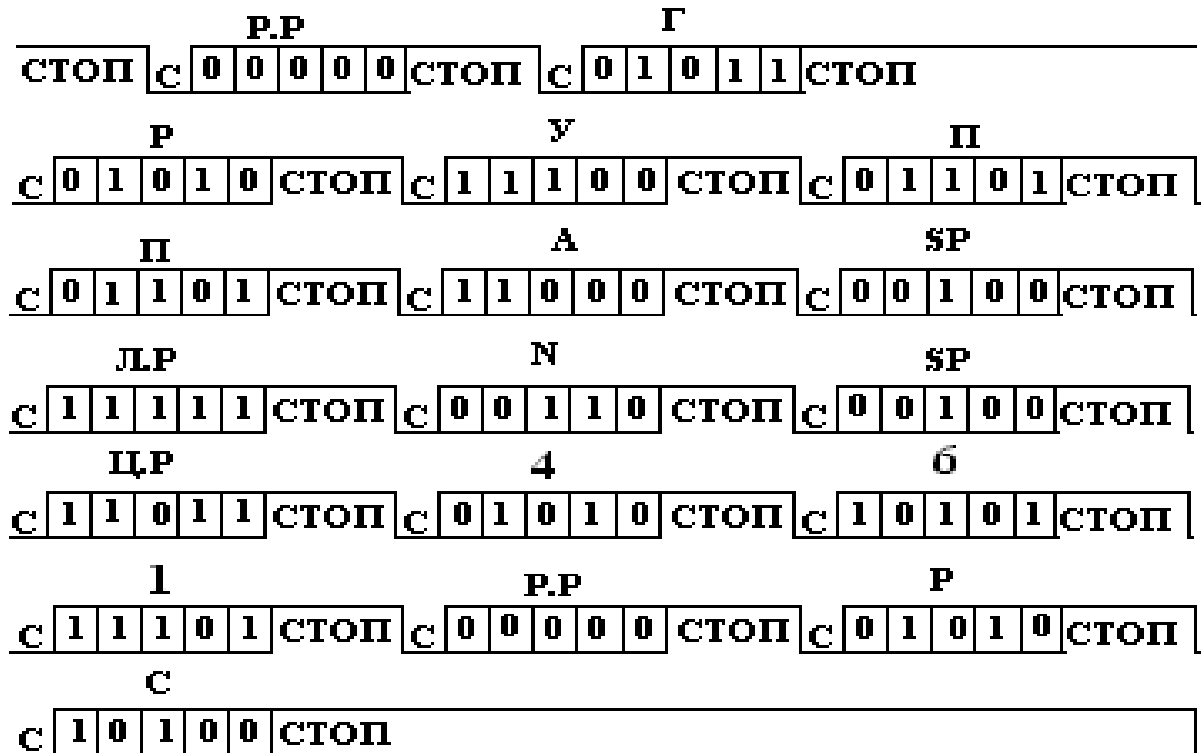 Р.Р Г
СТОП С 0 0 0 0 0 СТОП С 0 1 0 1 1 СТОП
Р У П
С 0 1 0 1 0 СТОП С 1 1 1 0 0 СТОП С 0 1 1 0 1 СТОП
П А SP
С 0 1 1 0 1 СТОП С 1 1 0 0 0 СТОП С 0 0 1 0 0 СТОП
Л.Р N SP
С 1 1 1 1 1 СТОП С 0 0 1 1 0 СТОП С 0 0 1 0 0 СТОП
Ц.Р 4 6
С 1 1 0 1 1 СТОП С 0 1 0 1 0 СТОП С 1 0 1 0 1 СТОП
1 Р.Р Р
С 1 1 1 0 1 СТОП С 0 0 0 0 0 СТОП С 0 1 0 1 0 СТОП
С
С 1 0 1 0 0 СТОП